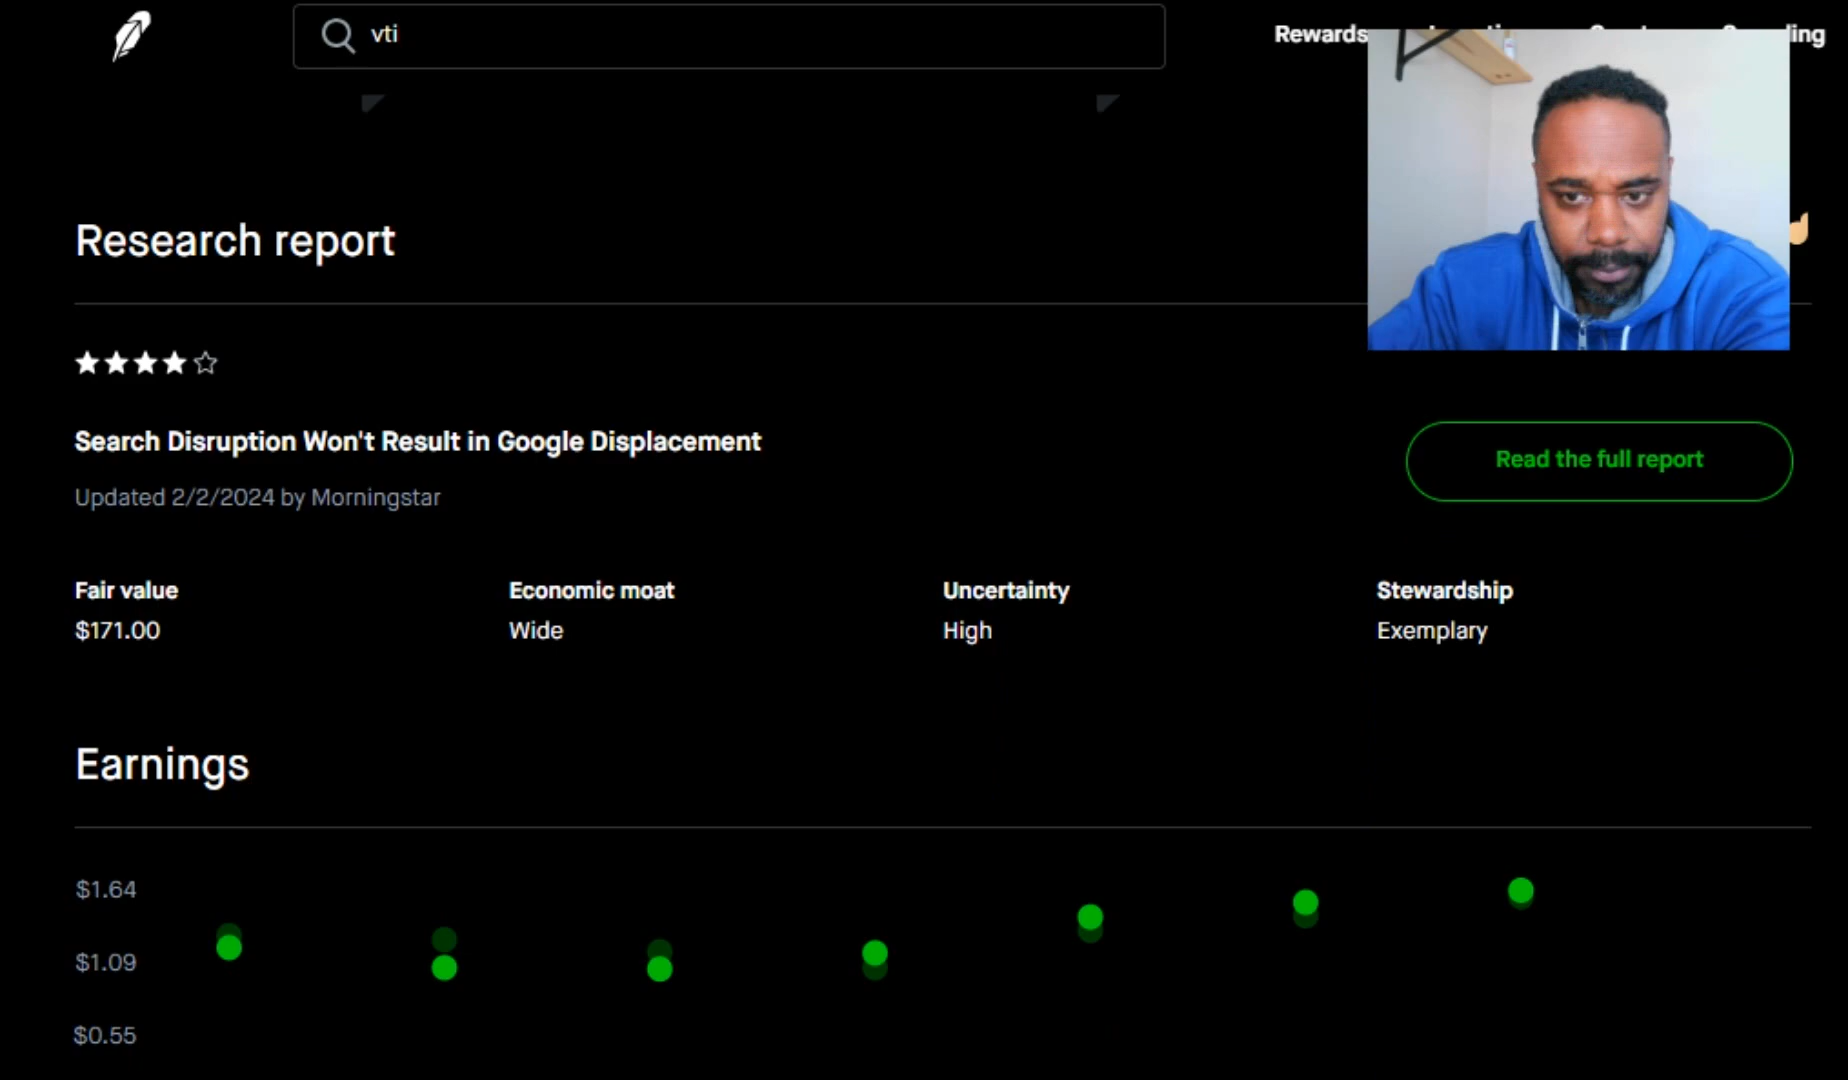 vti
Rewards
Research report
Search Disruption Won't Result in Google Displacement
Updated 2/2/2024 by Morningstar
Read the full report
Fair value
$171.00
Economic moat
Wide
Uncertainty
High
Stewardship
Exemplary
Earnings
$1.64
$1.09
$0.55